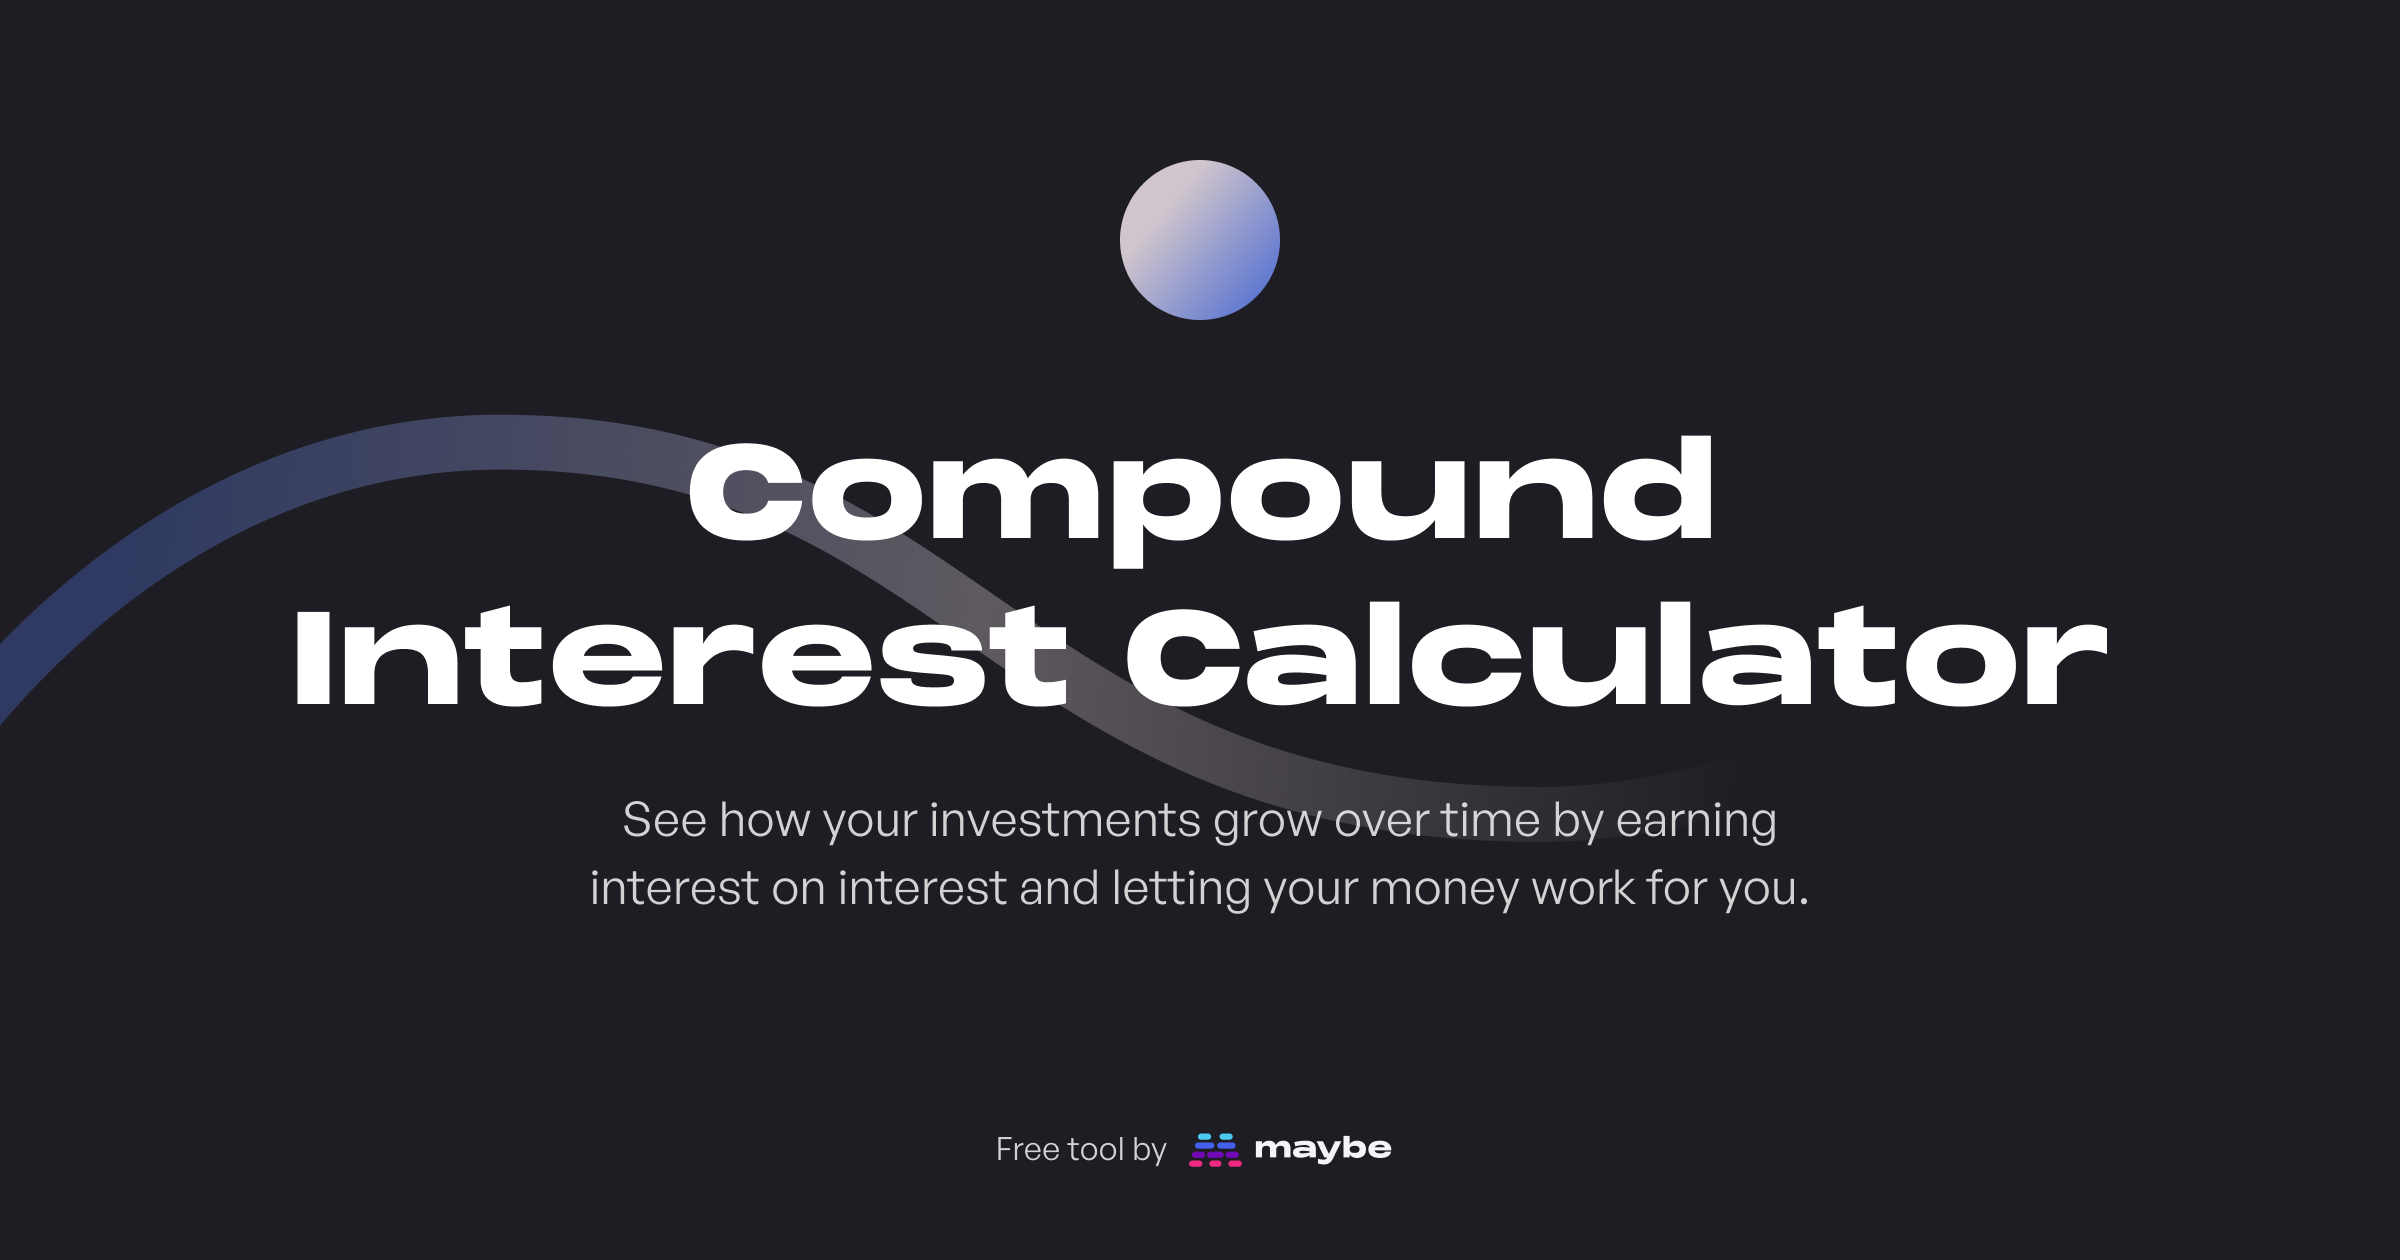 Compound
Interest Calculator
See how your investments grow over time by earning
interest on interest and letting your money work for you.
Free tool by maybe